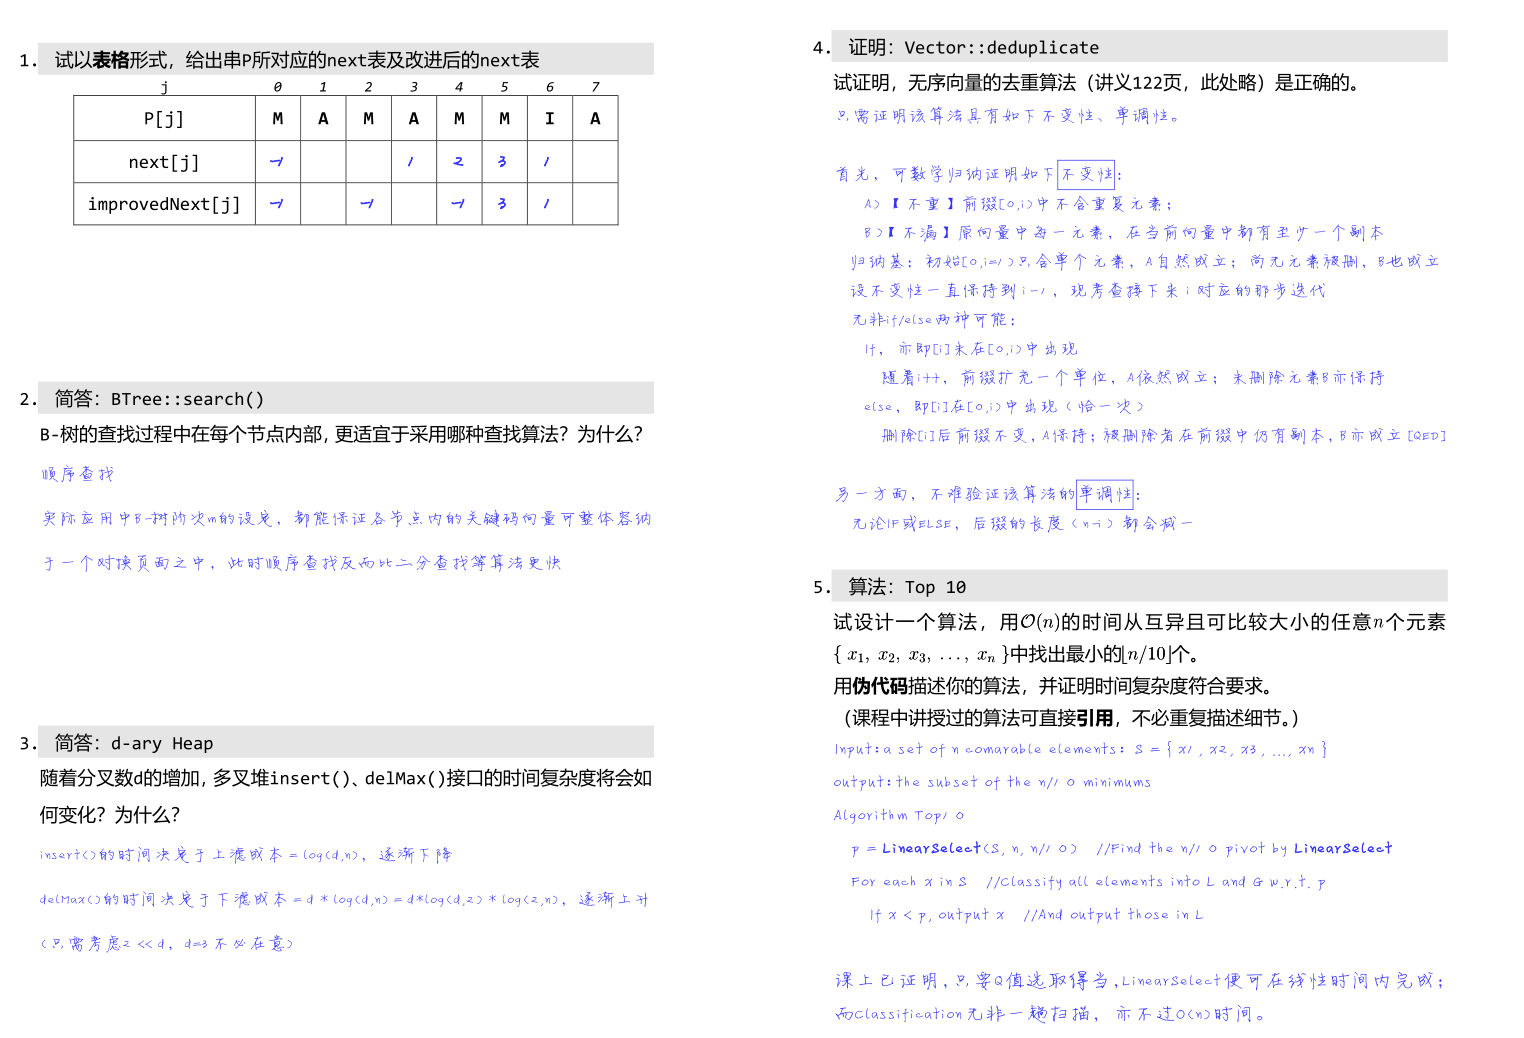 1. 试以表格形式，给出串P所对应的next表及改进后的next表
j 0 1 2 3 4 5 6 7
P[j] M A M A M M I A
next[j] -1 1 2 3 1
improvedNext[j] -1 -1 -1 3 1
2. 简答：BTree::search()
B-树的查找过程中在每个节点内部，更适宜于采用哪种查找算法？为什么？
顺序查找
实际应用中B-树阶次m的设定，都能保证各节点内的关键码向量可整体容纳
于一个对换页面之中，此时顺序查找反而比二分查找等算法更快
3. 简答：d-ary Heap
随着分叉数d的增加，多叉堆insert()、delMax()接口的时间复杂度将会如
何变化？为什么？
insert()的时间决定于上滤成本=log(d,n)，逐渐下降
delMax()的时间决定于下滤成本=d*log(d,n)=d*log(d,2)*log(2,n)，逐渐上升
（只需考虑2<<d，d=3不必在意）
4. 证明：Vector::deduplicate
试证明，无序向量的去重算法（讲义122页，此处略）是正确的。
只需证明该算法具有如下不变性、单调性。
首先，可数学归纳证明如下不变性：
A）【不重】前缀[0,i)中不含重复元素；
B）【不漏】原向量中每一元素，在当前向量中都有至少一个副本
归纳基：初始[0,i=1)只含单个元素，A自然成立；尚无元素被删，B也成立
设不变性一直保持到i-1，现考查接下来i对应的那步迭代
无非if/else两种可能：
If，亦即[i]未在[0,i)中出现
随着i++，前缀扩充一个单位，A依然成立；未删除元素B亦保持
else，即[i]在[0,i)中出现（恰一次）
删除[i]后前缀不变，A保持；被删除者在前缀中仍有副本，B亦成立[QED]
另一方面，不难验证该算法的单调性：
无论IF或ELSE，后缀的长度（n-i）都会减一
5. 算法：Top 10
试设计一个算法，用O(n)的时间从互异且可比较大小的任意n个元素
{ x₁, x₂, x₃, ..., xₙ }中找出最小的⌊n/10⌋个。
用伪代码描述你的算法，并证明时间复杂度符合要求。
（课程中讲授过的算法可直接引用，不必重复描述细节。）
Input:a set of n comarable elements: S = { x1, x2, x3, ..., xn }
output:the subset of the n/10 minimums
Algorithm Top10
p = LinearSelect(S, n, n/10) //Find the n/10 pivot by LinearSelect
For each x in S //Classify all elements into L and G w.r.t. p
If x < p, output x //And output those in L
课上已证明，只要Q值选取得当，LinearSelect便可在线性时间内完成；
而Classification无非一趟扫描，亦不过O(n)时间。